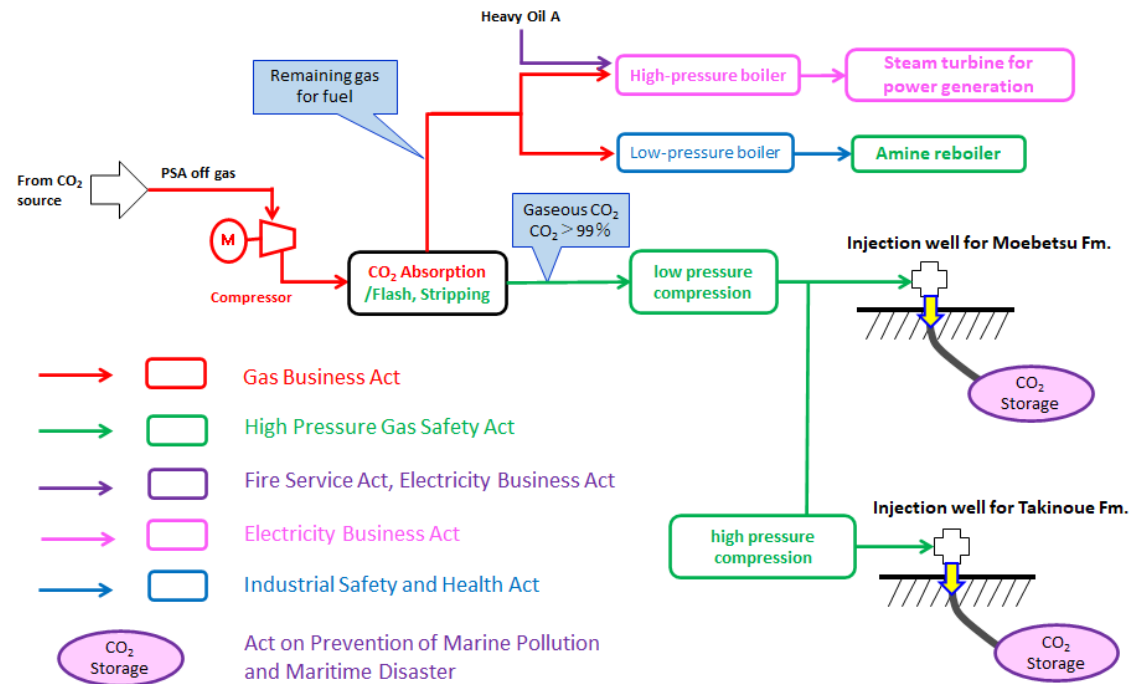 Heavy Oil A
Remaining gas
for fuel
High-pressure boiler
Steam turbine for
power generation
Low-pressure boiler
Amine reboiler
From CO₂
source
PSA off gas
M
Compressor
CO₂ Absorption
/Flash, Stripping
Gaseous CO₂
CO₂ > 99%
low pressure
compression
Injection well for Moebetsu Fm.
CO₂
Storage
high pressure
compression
Injection well for Takinoue Fm.
CO₂
Storage
Gas Business Act
High Pressure Gas Safety Act
Fire Service Act, Electricity Business Act
Electricity Business Act
Industrial Safety and Health Act
CO₂
Storage
Act on Prevention of Marine Pollution
and Maritime Disaster